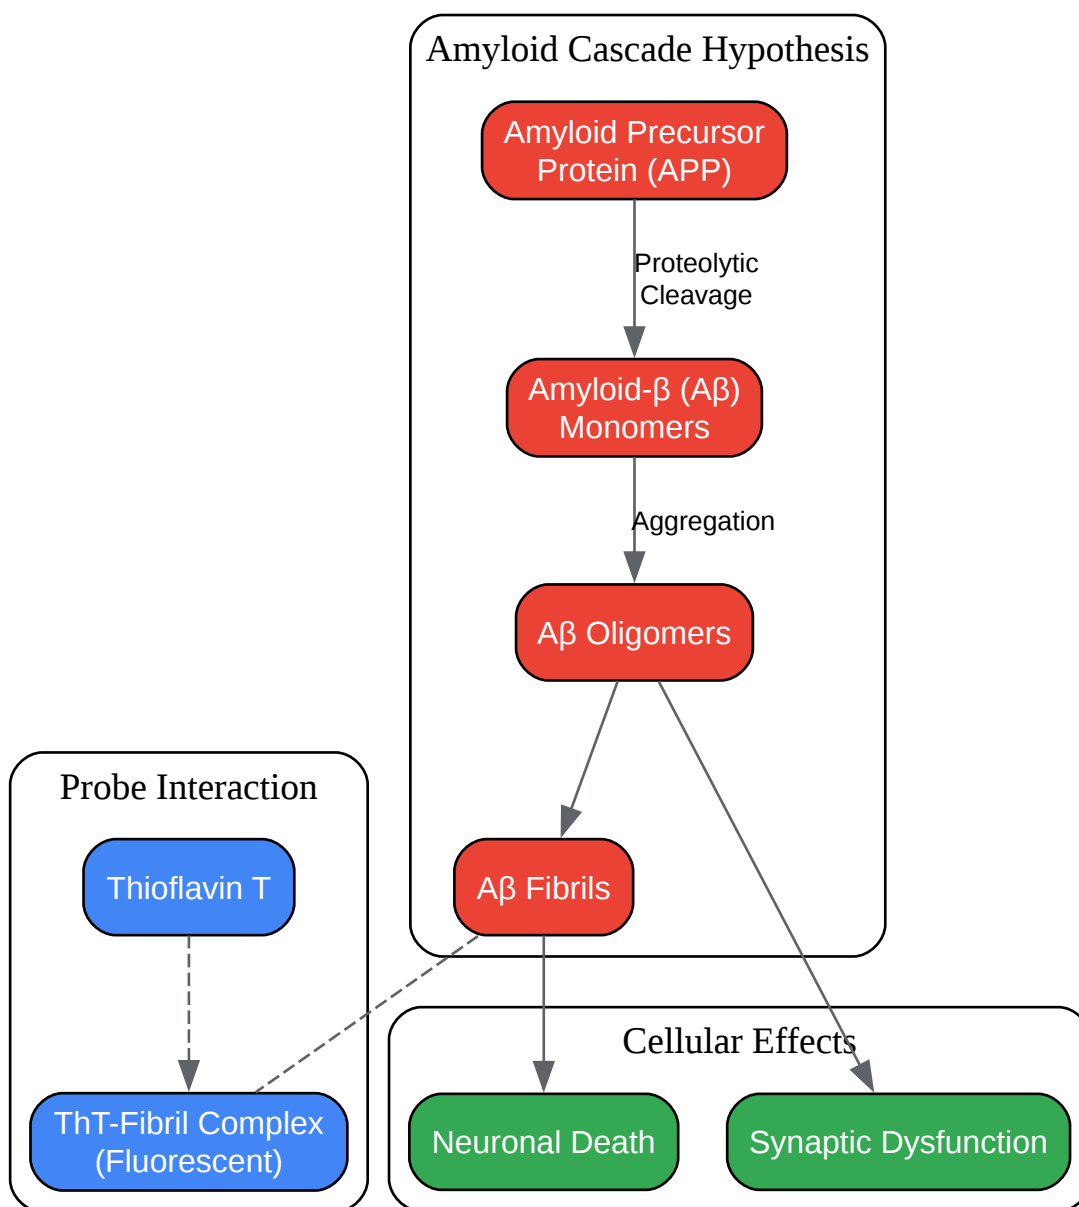 Amyloid Cascade Hypothesis
Amyloid Precursor
Protein (APP)
Proteolytic
Cleavage
Amyloid-β (Aβ)
Monomers
Aggregation
Aβ Oligomers
Aβ Fibrils
Probe Interaction
Thioflavin T
ThT-Fibril Complex
(Fluorescent)
Cellular Effects
Neuronal Death
Synaptic Dysfunction